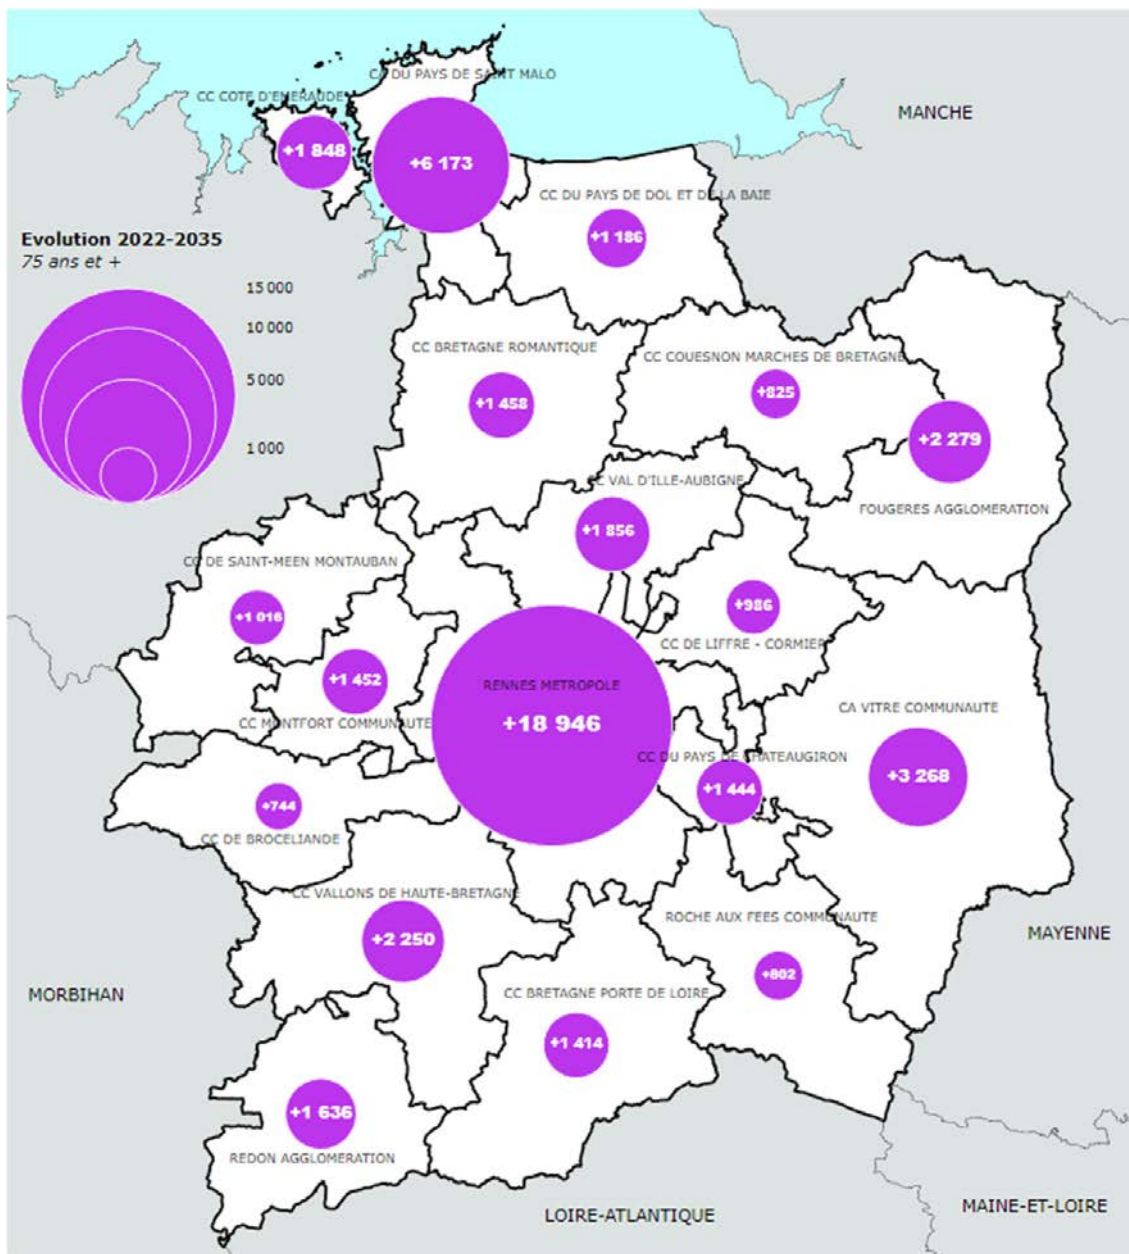 CA DU PAYS DE SAINT MALO
CC COTE D'EMERAUDE
MANCHE
+1 848
+6 173
CC DU PAYS DE DOL ET DE LA BAIE
+1 186
Evolution 2022-2035
75 ans et +
15 000
10 000
5 000
1 000
CC BRETAGNE ROMANTIQUE
+1 458
CC COUESNON MARCHES DE BRETAGNE
+825
+2 279
FOUGERES AGGLOMERATION
CC VAL D'ILLE-AUBIGNE
+1 856
CC DE SAINT-MEEN MONTAUBAN
+1 016
+986
CC DE LIFFRE - CORMIER
+1 452
CC MONTFORT COMMUNAUTE
RENNES METROPOLE
+18 946
CA VITRE COMMUNAUTE
+3 268
CC DU PAYS DE CHATEAUGIRON
+1 444
+744
CC DE BROCELIANDE
CC VALLONS DE HAUTE-BRETAGNE
+2 250
ROCHE AUX FEES COMMUNAUTE
+802
MAYENNE
MORBIHAN
CC BRETAGNE PORTE DE LOIRE
+1 414
+1 636
REDON AGGLOMERATION
LOIRE-ATLANTIQUE
MAINE-ET-LOIRE